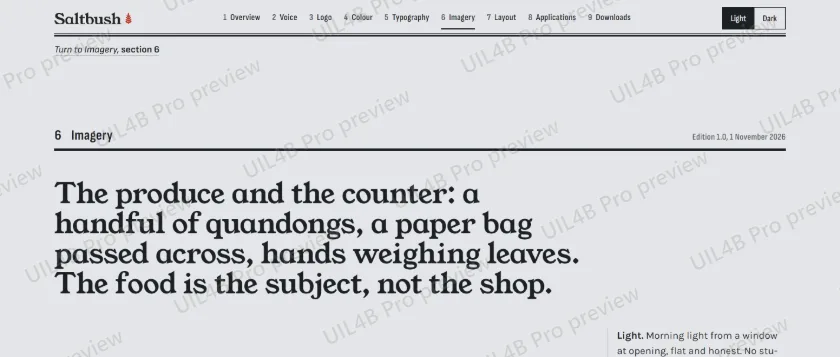 Saltbush
1 Overview 2 Voice 3 Logo 4 Colour 5 Typography 6 Imagery 7 Layout 8 Applications 9 Downloads
Light Dark
Turn to Imagery, section 6
6 Imagery
Edition 1.0, 1 November 2026
The produce and the counter: a
handful of quandongs, a paper bag
passed across, hands weighing leaves.
The food is the subject, not the shop.
Light. Morning light from a window
at opening, flat and honest. No stu-
UIL4B Pro preview